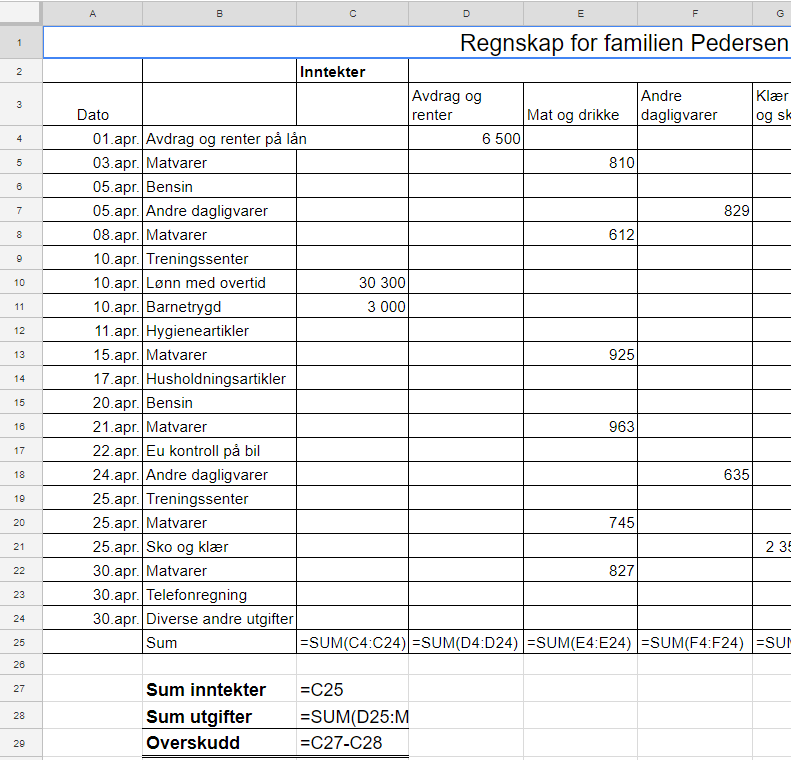 A B C D E F G
1 Regnskap for familien Pedersen
2 Inntekter
3 Dato Avdrag og renter Mat og drikke Andre dagligvarer Klær og sk
4 01.apr. Avdrag og renter på lån 6 500
5 03.apr. Matvarer 810
6 05.apr. Bensin
7 05.apr. Andre dagligvarer 829
8 08.apr. Matvarer 612
9 10.apr. Treningssenter
10 10.apr. Lønn med overtid 30 300
11 10.apr. Barnetrygd 3 000
12 11.apr. Hygieneartikler
13 15.apr. Matvarer 925
14 17.apr. Husholdningsartikler
15 20.apr. Bensin
16 21.apr. Matvarer 963
17 22.apr. Eu kontroll på bil
18 24.apr. Andre dagligvarer 635
19 25.apr. Treningssenter
20 25.apr. Matvarer 745
21 25.apr. Sko og klær 2 35
22 30.apr. Matvarer 827
23 30.apr. Telefonregning
24 30.apr. Diverse andre utgifter
25 Sum =SUM(C4:C24) =SUM(D4:D24) =SUM(E4:E24) =SUM(F4:F24) =SUM
26
27 Sum inntekter =C25
28 Sum utgifter =SUM(D25:M
29 Overskudd =C27-C28